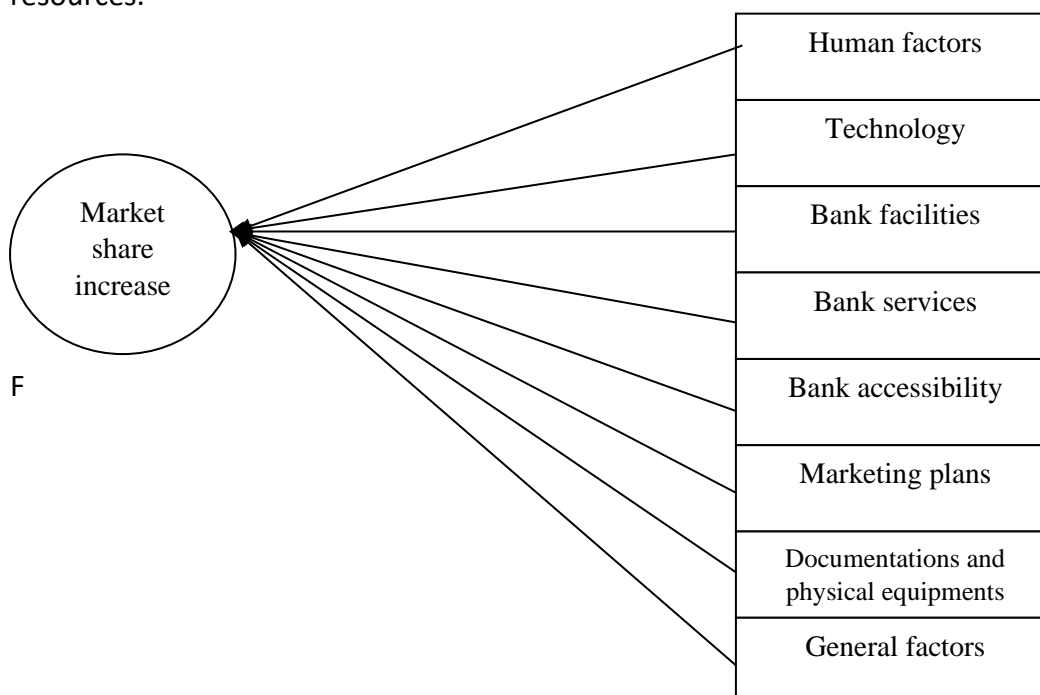 resources.
Human factors
Technology
Market
share
increase
Bank facilities
Bank services
F
Bank accessibility
Marketing plans
Documentations and
physical equipments
General factors